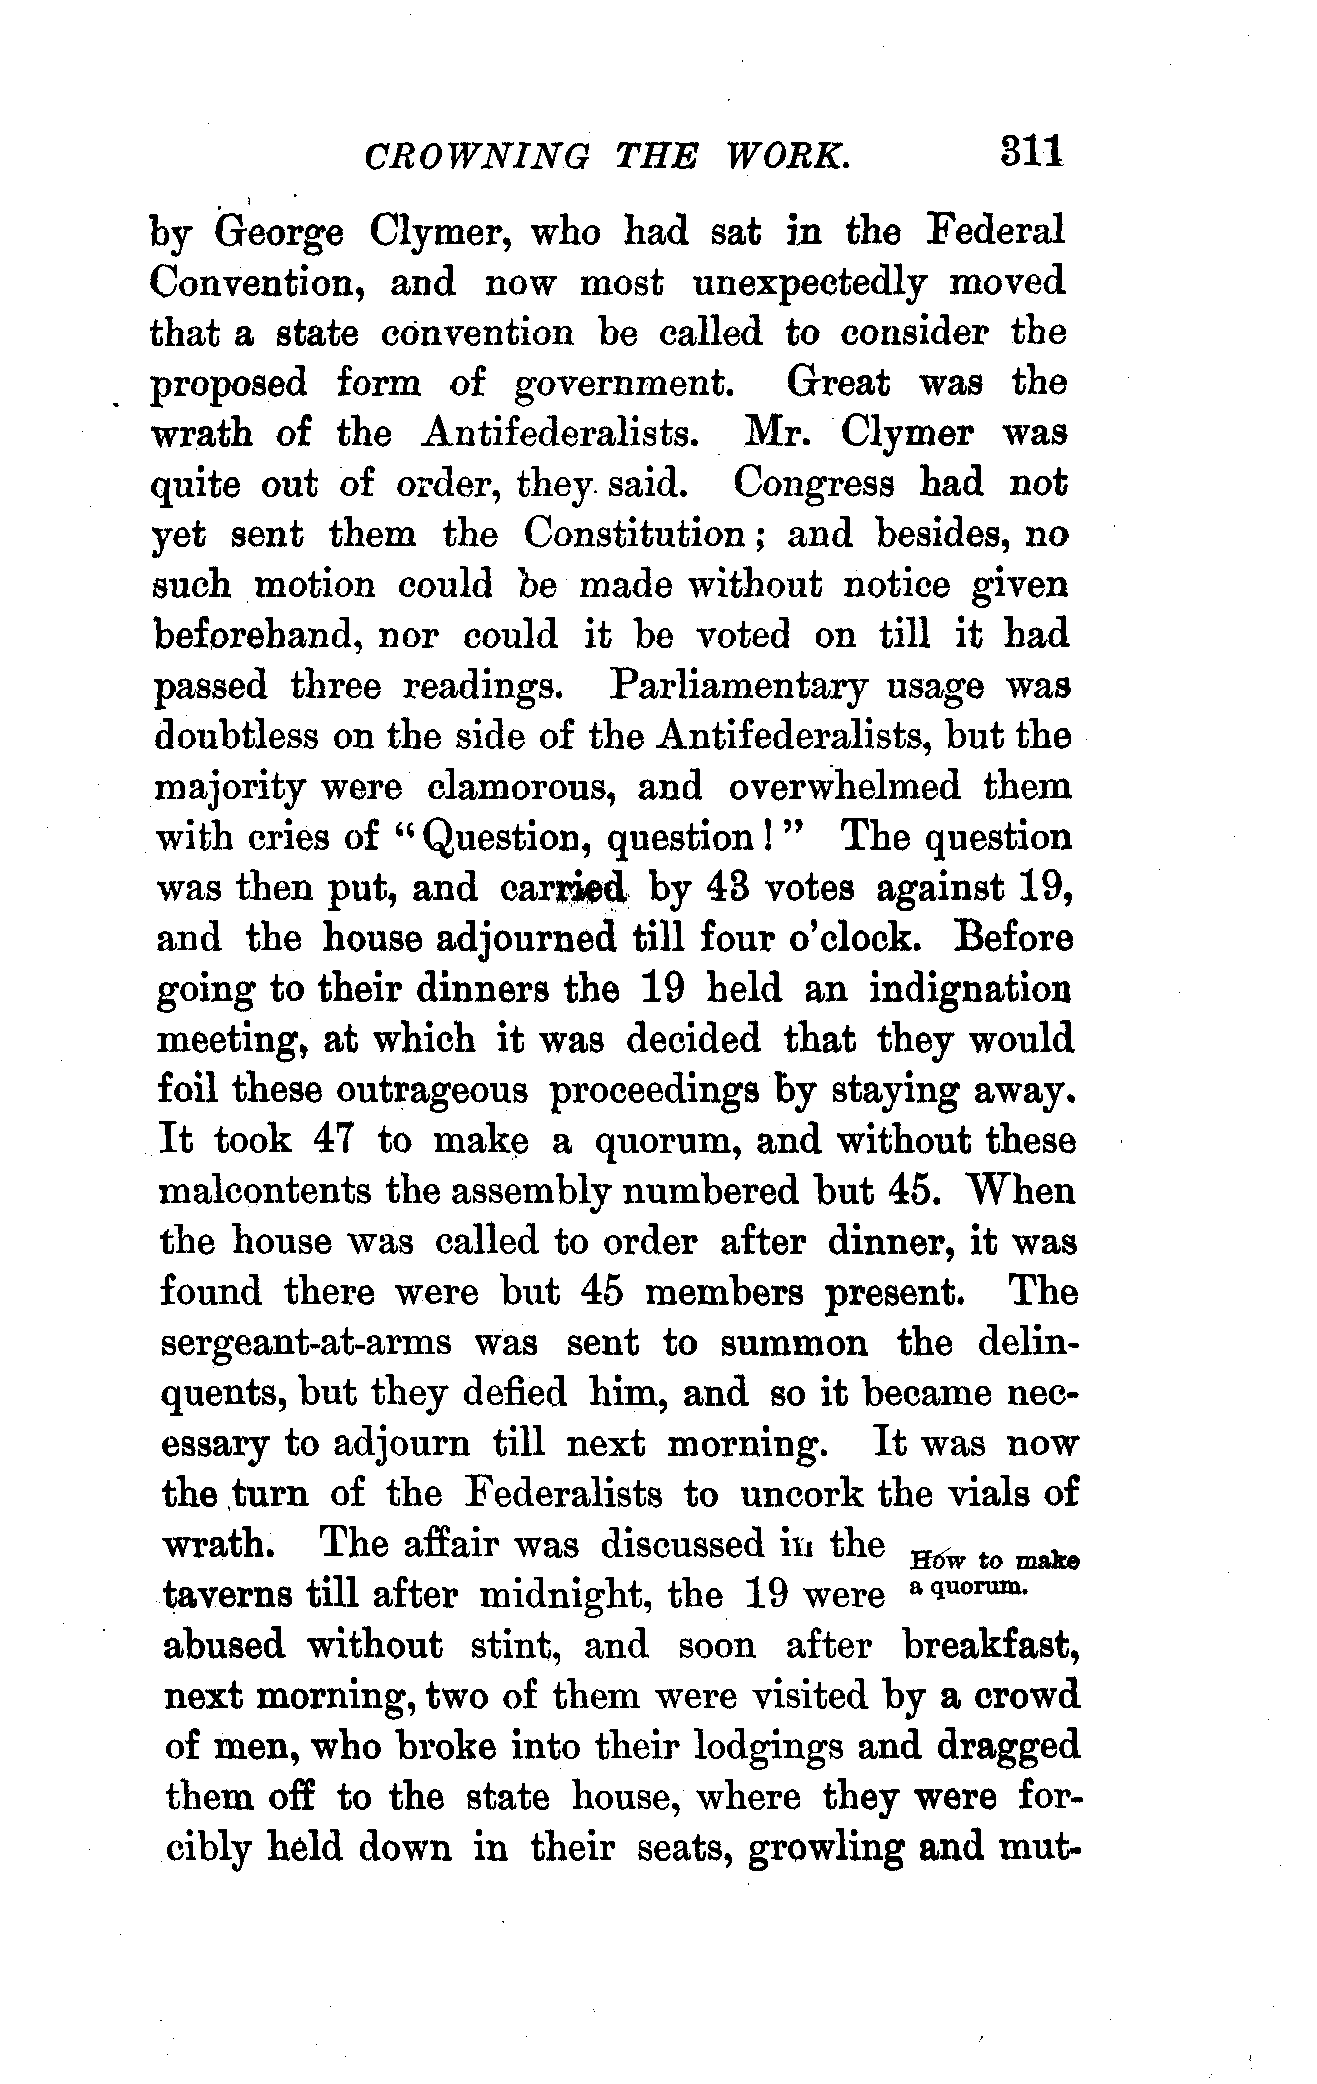 CROWNING THE WORK. 311
by George Clymer, who had sat in the Federal
Convention, and now most unexpectedly moved
that a state convention be called to consider the
proposed form of government. Great was the
wrath of the Antifederalists. Mr. Clymer was
quite out of order, they said. Congress had not
yet sent them the Constitution; and besides, no
such motion could be made without notice given
beforehand, nor could it be voted on till it had
passed three readings. Parliamentary usage was
doubtless on the side of the Antifederalists, but the
majority were clamorous, and overwhelmed them
with cries of "Question, question!" The question
was then put, and carried by 43 votes against 19,
and the house adjourned till four o'clock. Before
going to their dinners the 19 held an indignation
meeting, at which it was decided that they would
foil these outrageous proceedings by staying away.
It took 47 to make a quorum, and without these
malcontents the assembly numbered but 45. When
the house was called to order after dinner, it was
found there were but 45 members present. The
sergeant-at-arms was sent to summon the delin-
quents, but they defied him, and so it became nec-
essary to adjourn till next morning. It was now
the turn of the Federalists to uncork the vials of
wrath. The affair was discussed in the
taverns till after midnight, the 19 were
How to make
a quorum.
abused without stint, and soon after breakfast,
next morning, two of them were visited by a crowd
of men, who broke into their lodgings and dragged
them off to the state house, where they were for-
cibly held down in their seats, growling and mut-